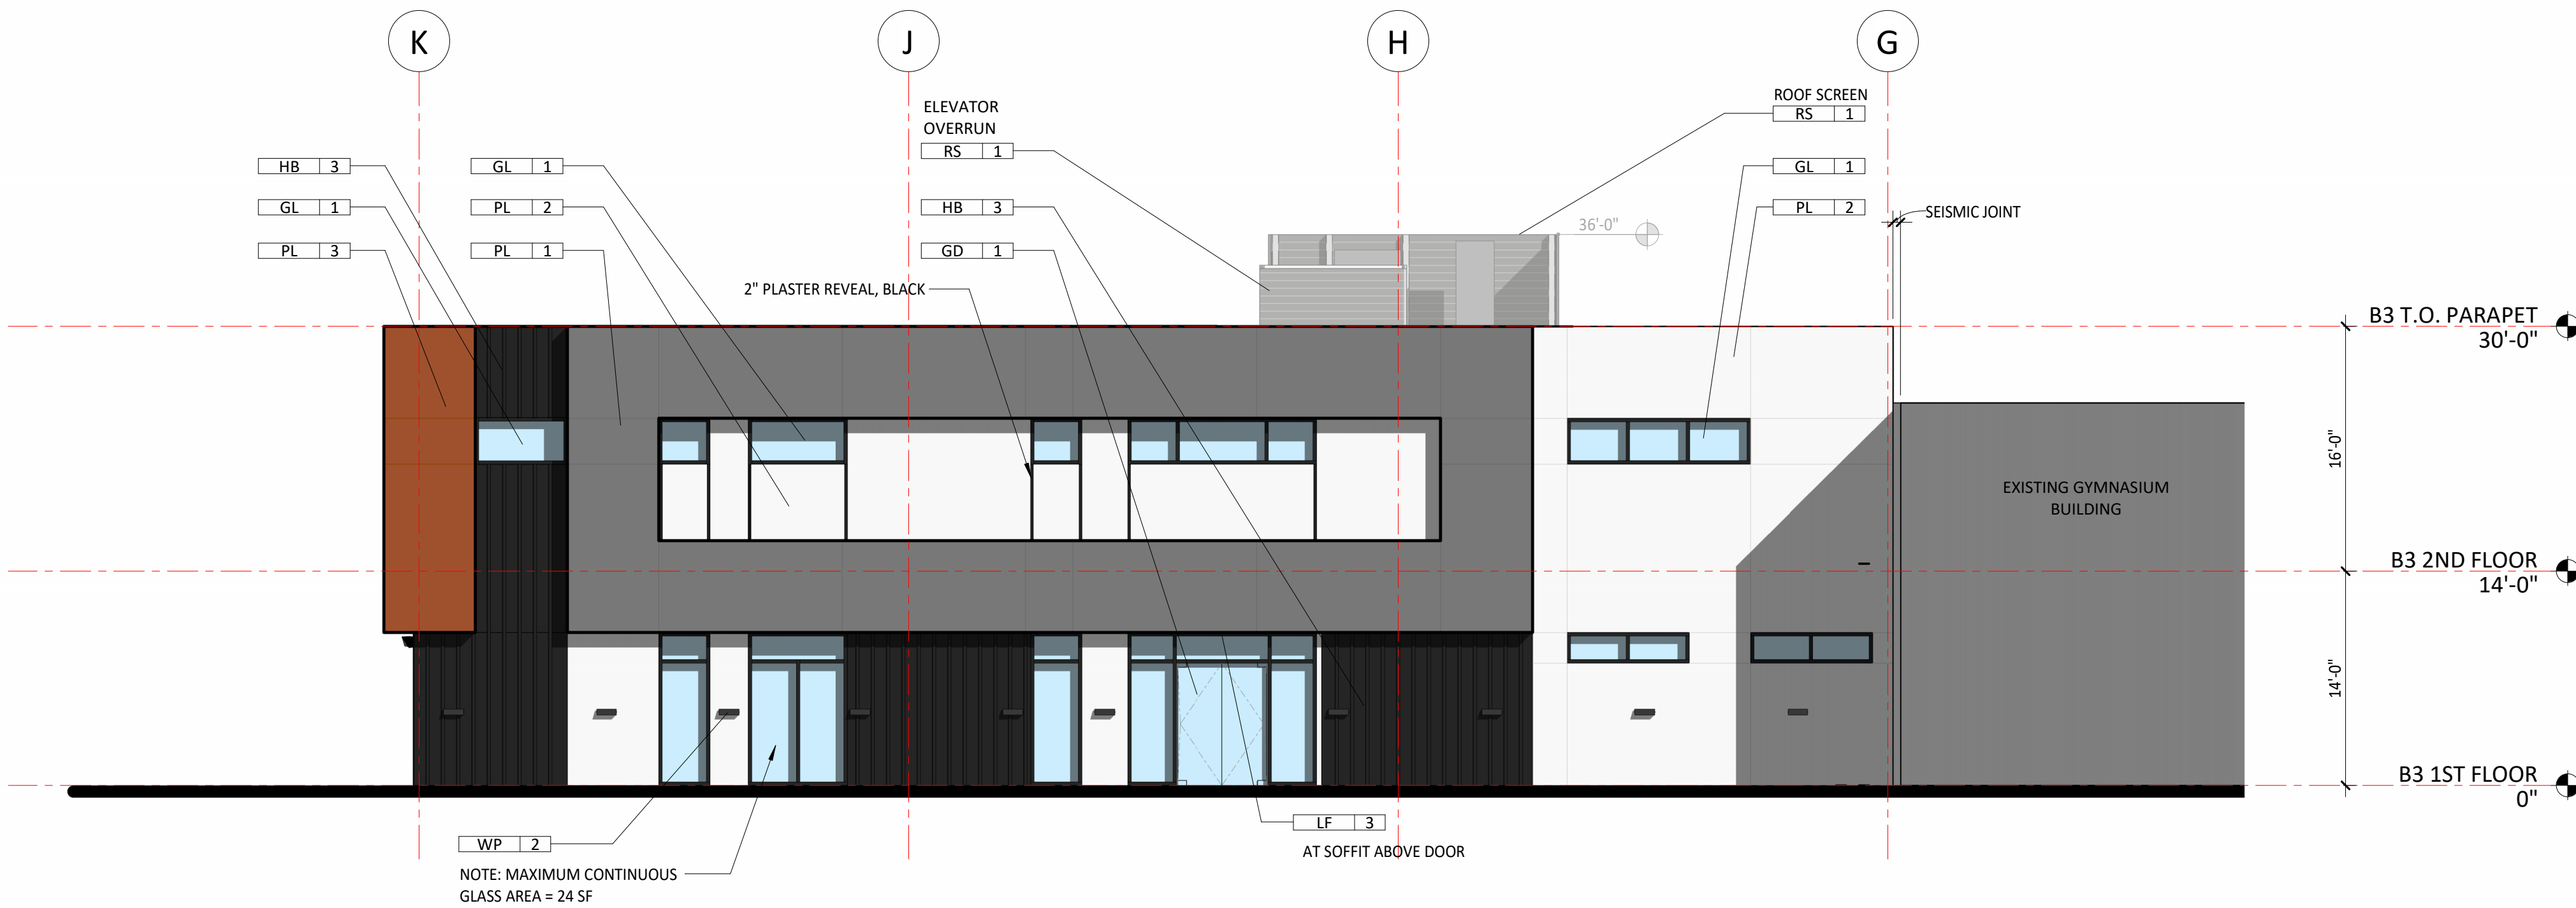 K
J
H
G
ELEVATOR
OVERRUN
RS 1
ROOF SCREEN
RS 1
HB 3
GL 1
PL 3
GL 1
PL 2
PL 1
HB 3
GD 1
GL 1
PL 2
SEISMIC JOINT
36'-0"
2" PLASTER REVEAL, BLACK
B3 T.O. PARAPET
30'-0"
16'-0"
EXISTING GYMNASIUM
BUILDING
B3 2ND FLOOR
14'-0"
14'-0"
B3 1ST FLOOR
0"
WP 2
NOTE: MAXIMUM CONTINUOUS
GLASS AREA = 24 SF
LF 3
AT SOFFIT ABOVE DOOR